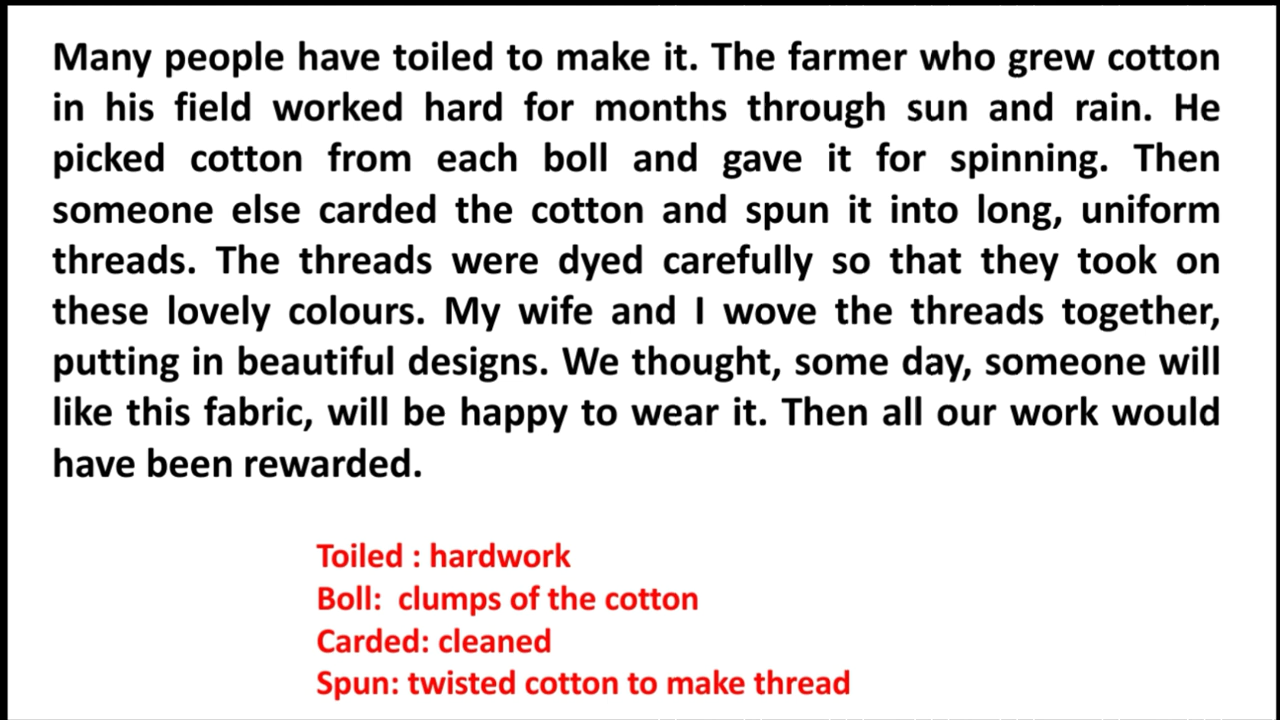 Many people have toiled to make it. The farmer who grew cotton
in his field worked hard for months through sun and rain. He
picked cotton from each boll and gave it for spinning. Then
someone else carded the cotton and spun it into long, uniform
threads. The threads were dyed carefully so that they took on
these lovely colours. My wife and I wove the threads together,
putting in beautiful designs. We thought, some day, someone will
like this fabric, will be happy to wear it. Then all our work would
have been rewarded.
Toiled : hardwork
Boll: clumps of the cotton
Carded: cleaned
Spun: twisted cotton to make thread